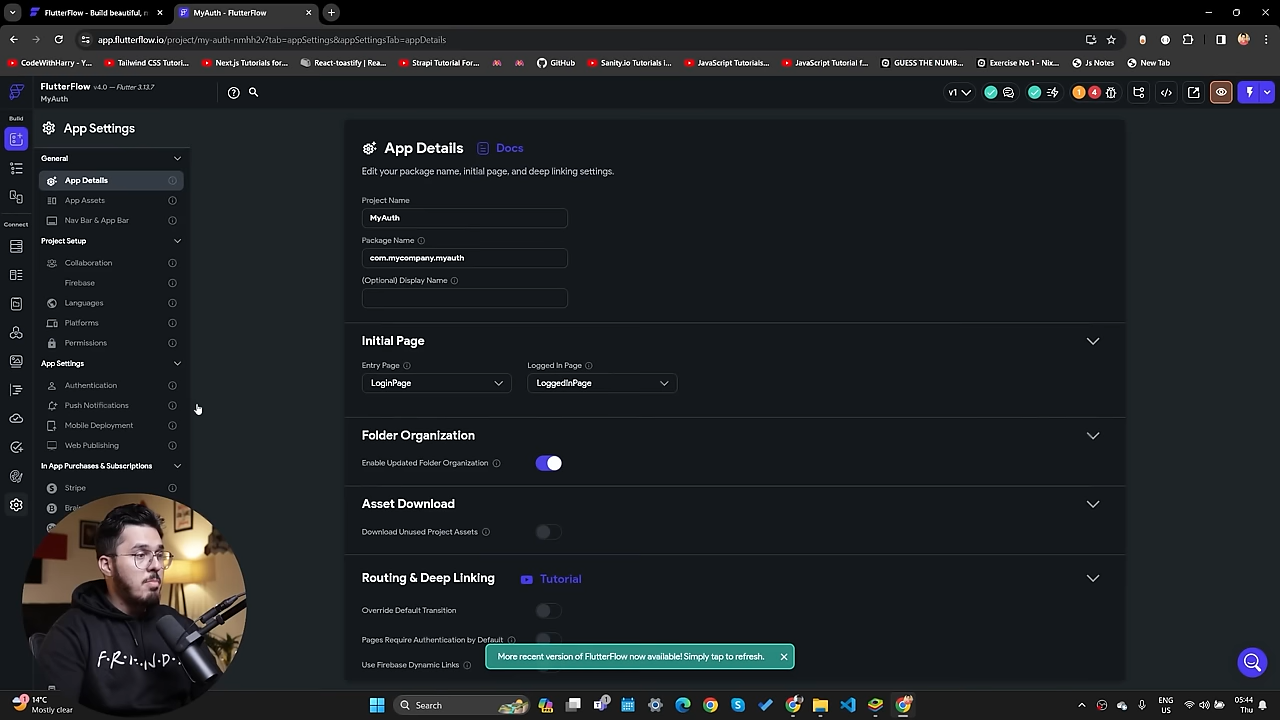 FlutterFlow - Build beautiful, n
MyAuth - FlutterFlow
app.flutterflow.io/project/my-auth-nmhh2v?tab=appSettings&appSettingsTab=appDetails
CodeWithHarry - Y...
Tailwind CSS Tutori...
Next.js Tutorials for...
React-toastify | Rea...
Strapi Tutorial For...
GitHub
Sanity.io Tutorials I...
JavaScript Tutorials...
JavaScript Tutorial f...
GUESS THE NUMB...
Exercise No 1 - Nix...
Js Notes
New Tab
FlutterFlow v4.0 — Flutter 3.13.7
MyAuth
v1
1
4
Build
Connect
App Settings
General
App Details
App Assets
Nav Bar & App Bar
Project Setup
Collaboration
Firebase
Languages
Platforms
Permissions
App Settings
Authentication
Push Notifications
Mobile Deployment
Web Publishing
In App Purchases & Subscriptions
Stripe
App Details
Docs
Edit your package name, initial page, and deep linking settings.
Project Name
MyAuth
Package Name
com.mycompany.myauth
(Optional) Display Name
Initial Page
Entry Page
Logged In Page
LoginPage
LoggedInPage
Folder Organization
Enable Updated Folder Organization
Asset Download
Download Unused Project Assets
Routing & Deep Linking
Tutorial
Override Default Transition
Pages Require Authentication by Default
Use Firebase Dynamic Links
More recent version of FlutterFlow now available! Simply tap to refresh.
F·R·I·N·D·
1
14°C
Mostly clear
Search
1
ENG
US
05:44
Thu